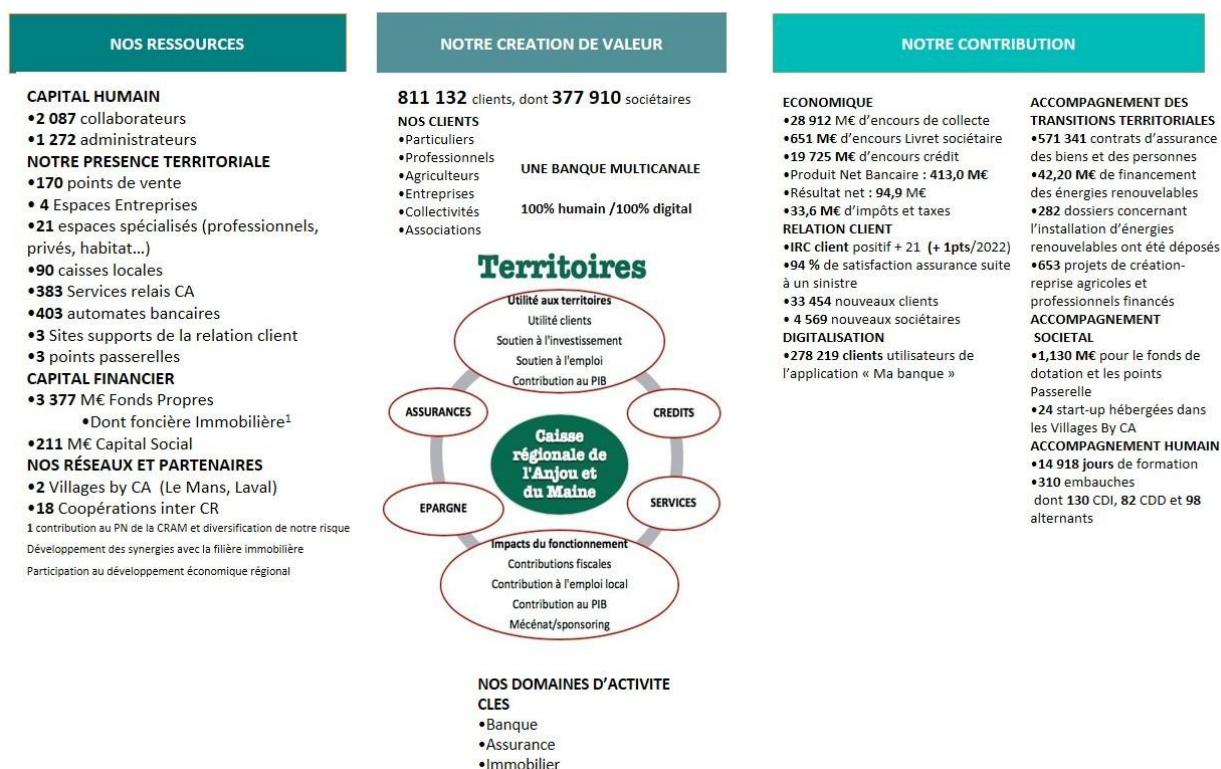 NOS RESSOURCES
CAPITAL HUMAIN
•2 087 collaborateurs
•1 272 administrateurs
NOTRE PRESENCE TERRITORIALE
•170 points de vente
• 4 Espaces Entreprises
•21 espaces spécialisés (professionnels,
privés, habitat...)
•90 caisses locales
•383 Services relais CA
•403 automates bancaires
•3 Sites supports de la relation client
•3 points passerelles
CAPITAL FINANCIER
•3 377 M€ Fonds Propres
•Dont foncière Immobilière¹
•211 M€ Capital Social
NOS RÉSEAUX ET PARTENAIRES
•2 Villages by CA (Le Mans, Laval)
•18 Coopérations inter CR
1 contribution au PN de la CRAM et diversification de notre risque
Développement des synergies avec la filière immobilière
Participation au développement économique régional
NOTRE CREATION DE VALEUR
811 132 clients, dont 377 910 sociétaires
NOS CLIENTS
•Particuliers
•Professionnels
•Agriculteurs
•Entreprises
•Collectivités
•Associations
UNE BANQUE MULTICANALE
100% humain /100% digital
Territoires
Utilité aux territoires
Utilité clients
Soutien à l'investissement
Soutien à l'emploi
Contribution au PIB
ASSURANCES
CREDITS
Caisse
régionale de
l'Anjou et
du Maine
EPARGNE
SERVICES
Impacts du fonctionnement
Contributions fiscales
Contribution à l'emploi local
Contribution au PIB
Mécénat/sponsoring
NOS DOMAINES D'ACTIVITE
CLES
•Banque
•Assurance
•Immobilier
NOTRE CONTRIBUTION
ECONOMIQUE
•28 912 M€ d'encours de collecte
•651 M€ d'encours Livret sociétaire
•19 725 M€ d'encours crédit
•Produit Net Bancaire : 413,0 M€
•Résultat net : 94,9 M€
•33,6 M€ d'impôts et taxes
RELATION CLIENT
•IRC client positif + 21 (+ 1pts/2022)
•94 % de satisfaction assurance suite
à un sinistre
•33 454 nouveaux clients
• 4 569 nouveaux sociétaires
DIGITALISATION
•278 219 clients utilisateurs de
l'application « Ma banque »
ACCOMPAGNEMENT DES
TRANSITIONS TERRITORIALES
•571 341 contrats d'assurance
des biens et des personnes
•42,20 M€ de financement
des énergies renouvelables
•282 dossiers concernant
l'installation d'énergies
renouvelables ont été déposés
•653 projets de création-
reprise agricoles et
professionnels financés
ACCOMPAGNEMENT
SOCIETAL
•1,130 M€ pour le fonds de
dotation et les points
Passerelle
•24 start-up hébergées dans
les Villages By CA
ACCOMPAGNEMENT HUMAIN
•14 918 jours de formation
•310 embauches
dont 130 CDI, 82 CDD et 98
alternants